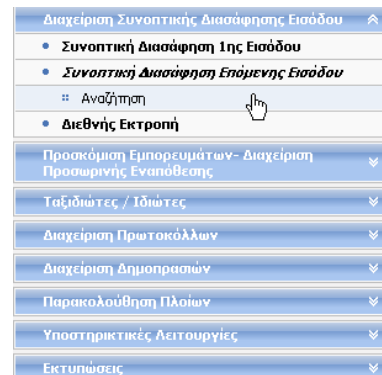 Διαχείριση Συνοπτικής Διασάφησης Εισόδου
Συνοπτική Διασάφηση 1ης Εισόδου
Συνοπτική Διασάφηση Επόμενης Εισόδου
Αναζήτηση
Διεθνής Εκτροπή
Προσκόμιση Εμπορευμάτων- Διαχείριση
Προσωρινής Εναπόθεσης
Ταξιδιώτες / Ιδιώτες
Διαχείριση Πρωτοκόλλων
Διαχείριση Δημοπρασιών
Παρακολούθηση Πλοίων
Υποστηρικτικές Λειτουργίες
Εκτυπώσεις